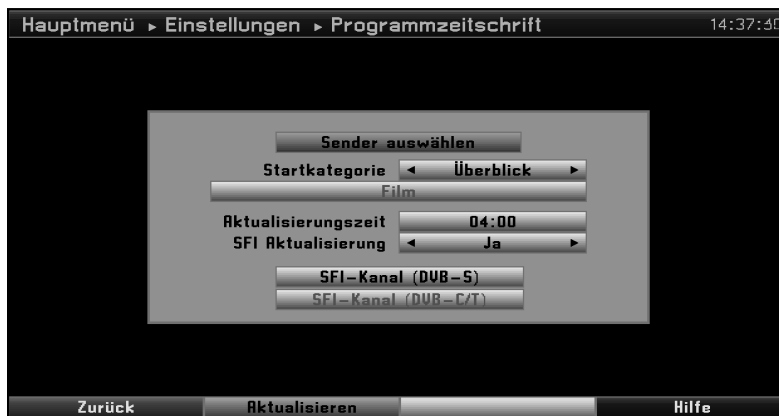 Hauptmenü ▸ Einstellungen ▸ Programmzeitschrift 14:37:40
Sender auswählen
Startkategorie ◂ Überblick ▸
Film
Aktualisierungszeit 04:00
SFI Aktualisierung ◂ Ja ▸
SFI-Kanal (DVB-S)
SFI-Kanal (DVB-C/T)
Zurück Aktualisieren Hilfe